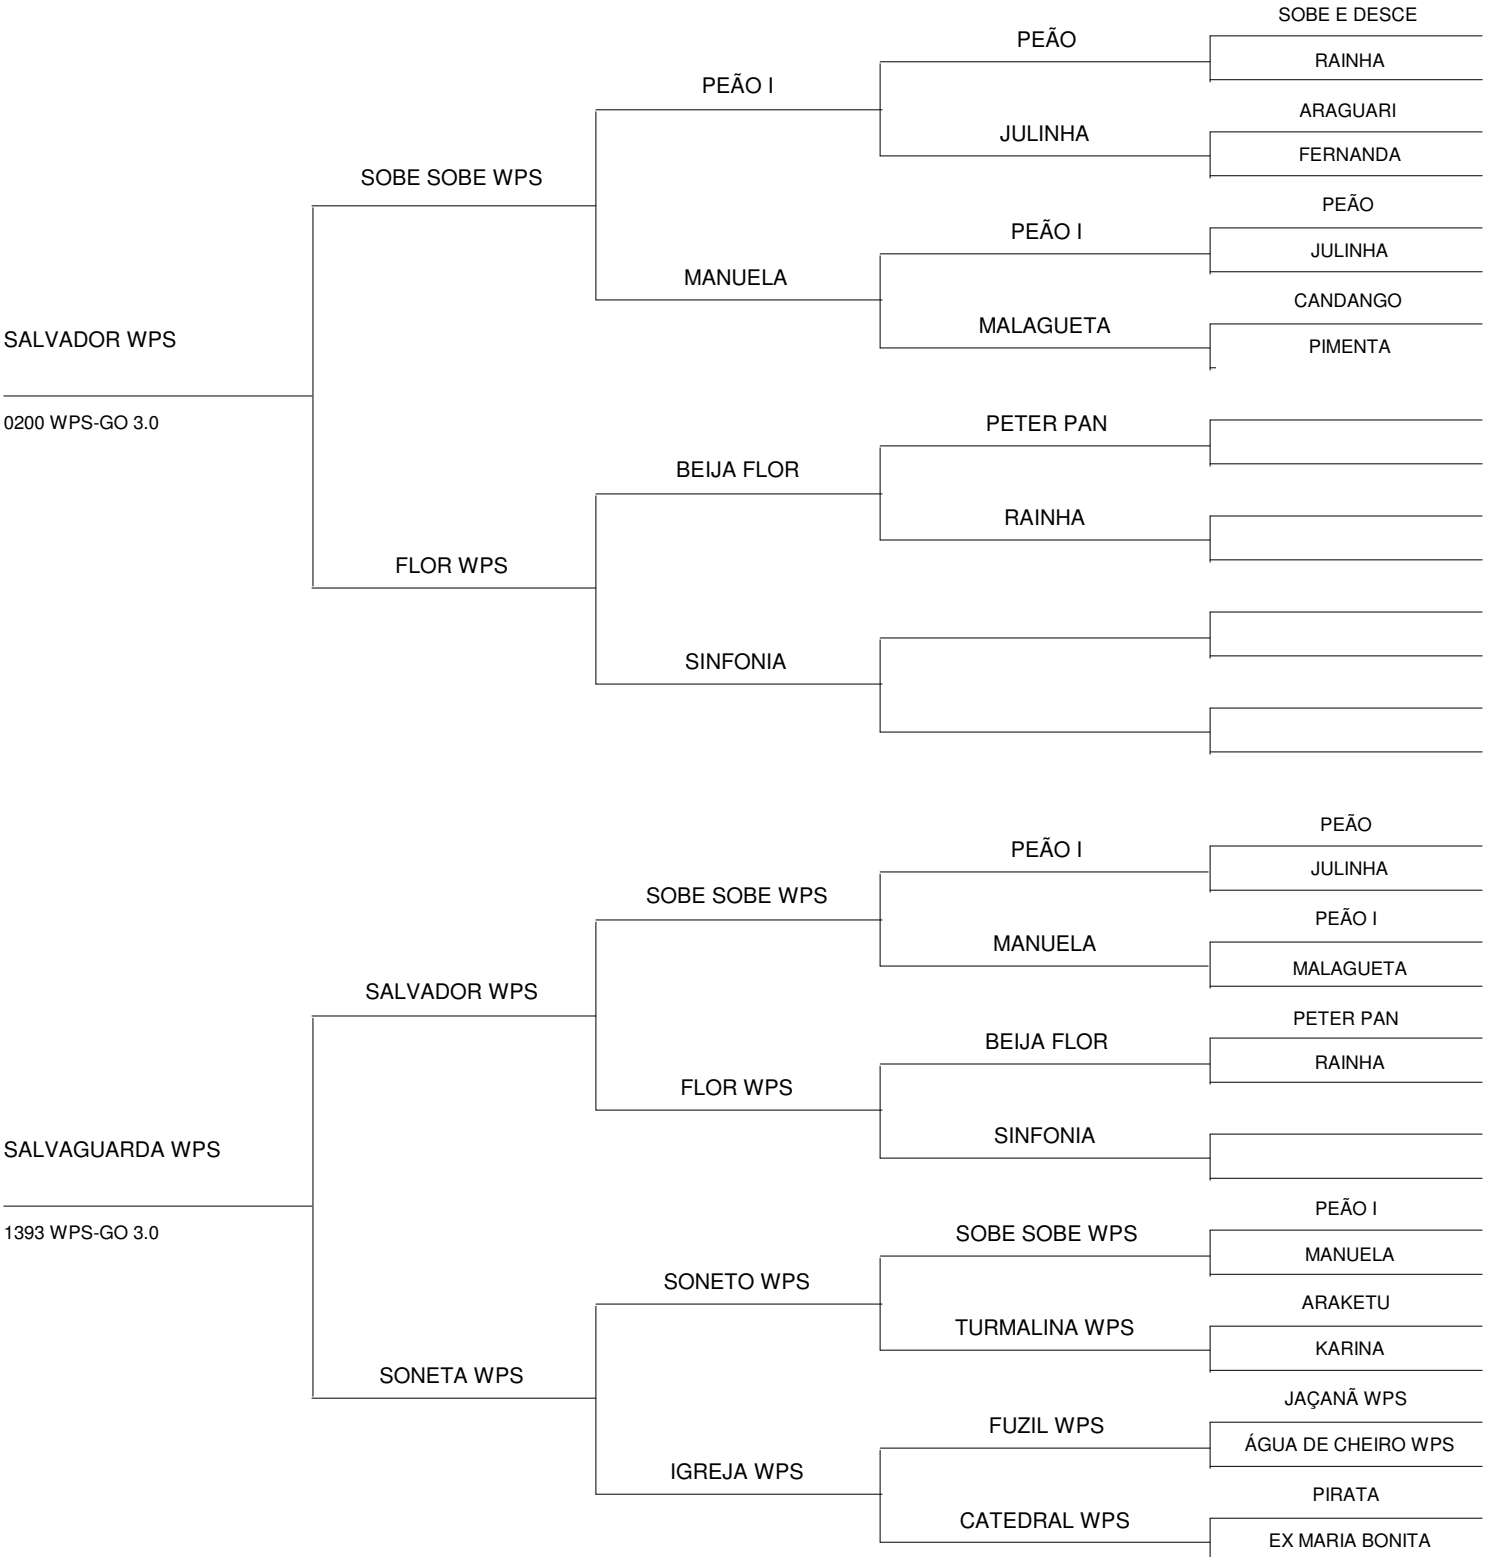 SOBE E DESCE
PEÃO
RAINHA
PEÃO I
ARAGUARI
JULINHA
FERNANDA
SOBE SOBE WPS
PEÃO
PEÃO I
JULINHA
MANUELA
CANDANGO
MALAGUETA
SALVADOR WPS
PIMENTA
0200 WPS-GO 3.0
PETER PAN
BEIJA FLOR
RAINHA
FLOR WPS
SINFONIA
PEÃO
PEÃO I
JULINHA
SOBE SOBE WPS
PEÃO I
MANUELA
MALAGUETA
SALVADOR WPS
PETER PAN
BEIJA FLOR
RAINHA
FLOR WPS
SINFONIA
SALVAGUARDA WPS
PEÃO I
1393 WPS-GO 3.0
SOBE SOBE WPS
MANUELA
SONETO WPS
ARAKETU
TURMALINA WPS
KARINA
SONETA WPS
JAÇANÃ WPS
FUZIL WPS
ÁGUA DE CHEIRO WPS
IGREJA WPS
PIRATA
CATEDRAL WPS
EX MARIA BONITA